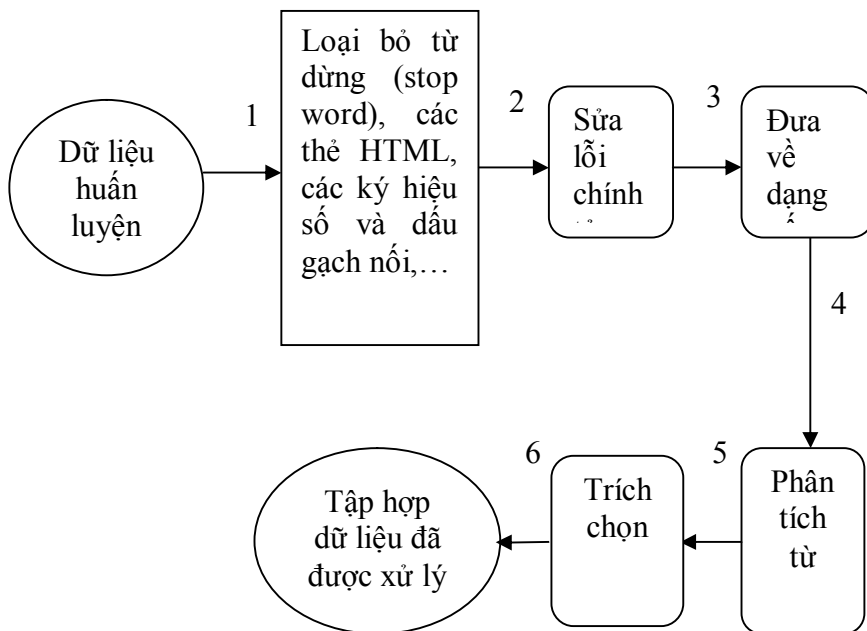 Dữ liệu
huấn
luyện
1
Loại bỏ từ
dừng (stop
word), các
thẻ HTML,
các ký hiệu
số và dấu
gạch nối,…
2
Sửa
lỗi
chính
3
Đưa
về
dạng
4
Phân
tích từ
5
Trích
chọn
6
Tập hợp
dữ liệu đã
được xử lý